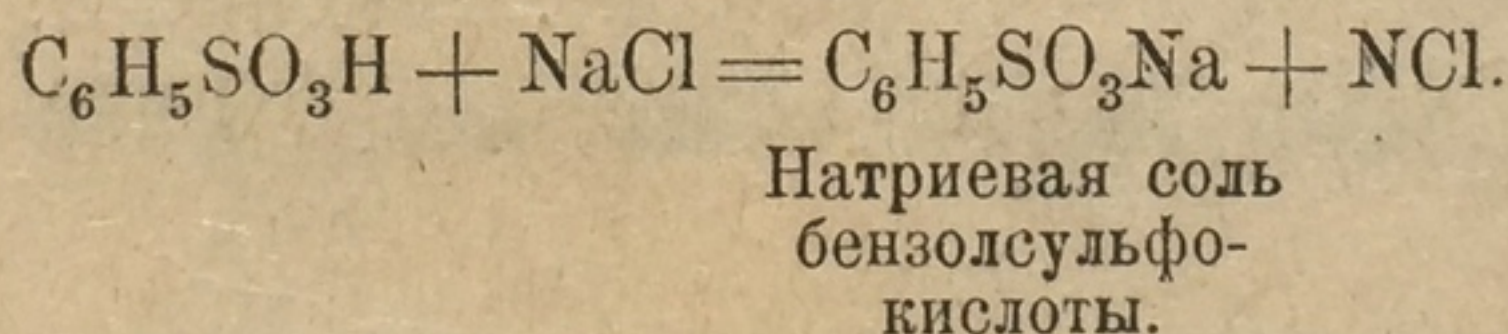 C₆H₅SO₃H + NaCl = C₆H₅SO₃Na + NCl.
Натриевая соль
бензолсульфо-
кислоты.